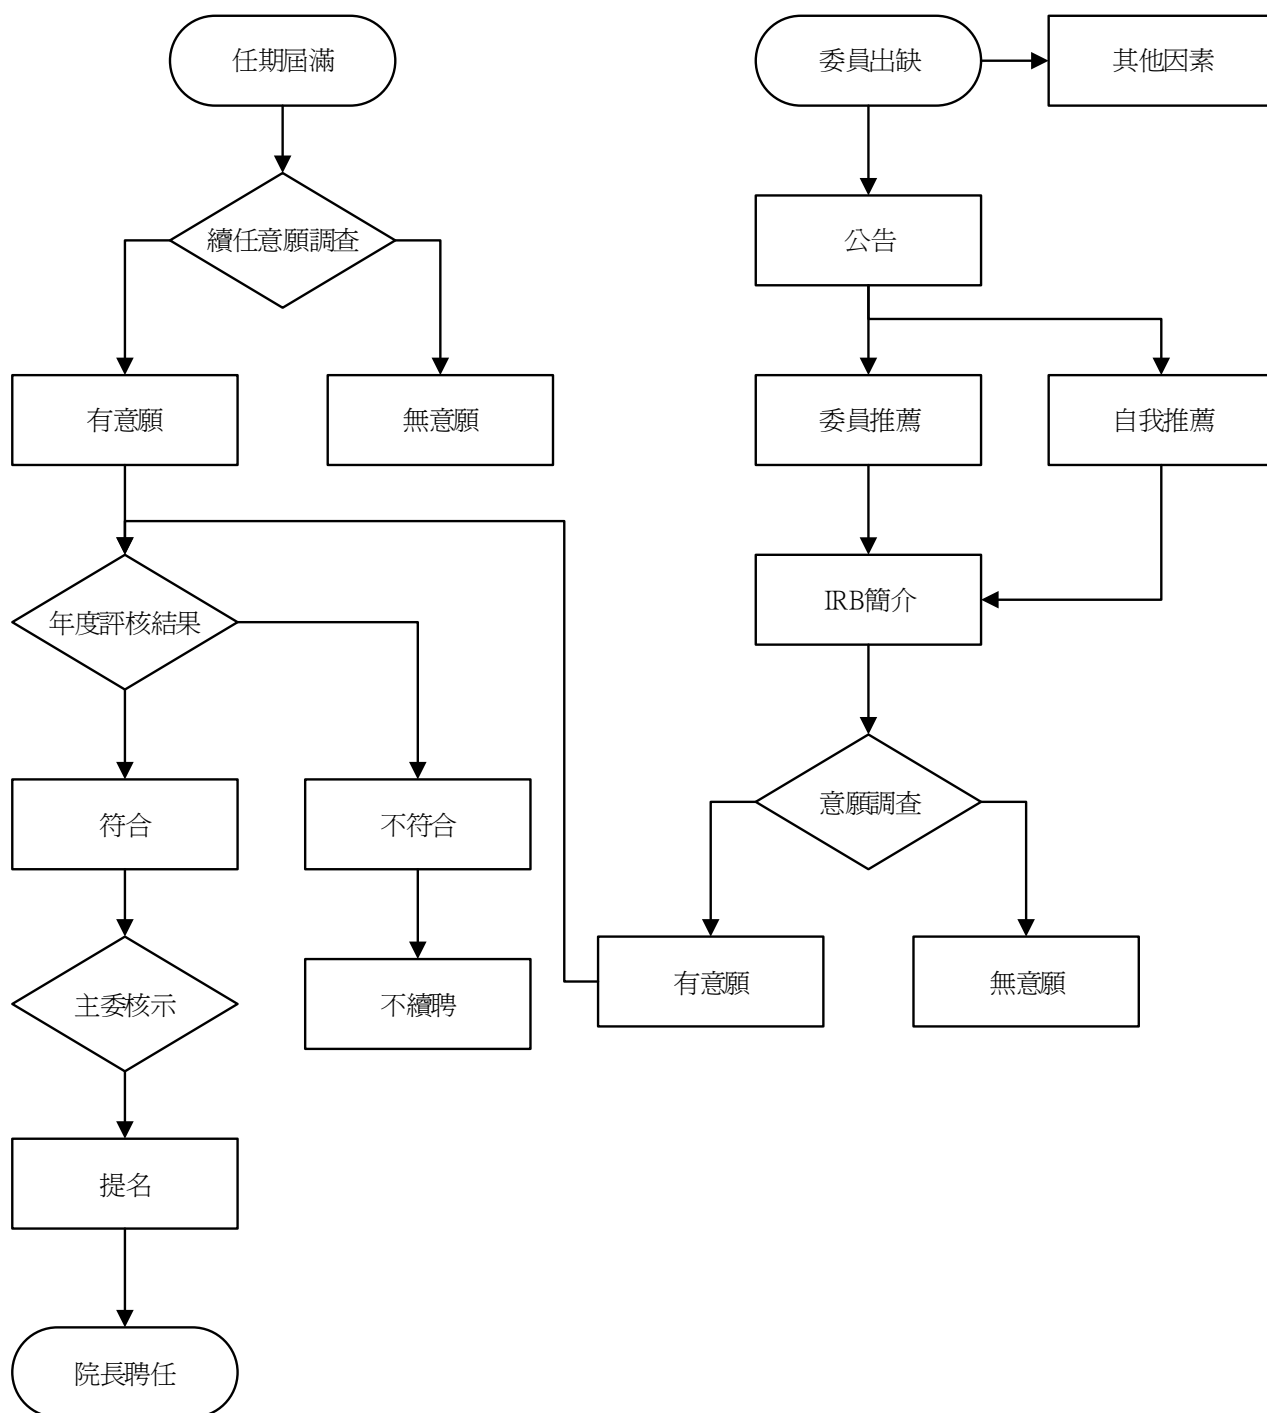 任期屆滿
委員出缺
其他因素
續任意願調查
公告
有意願
無意願
委員推薦
自我推薦
IRB簡介
年度評核結果
符合
不符合
意願調查
主委核示
不續聘
有意願
無意願
提名
院長聘任